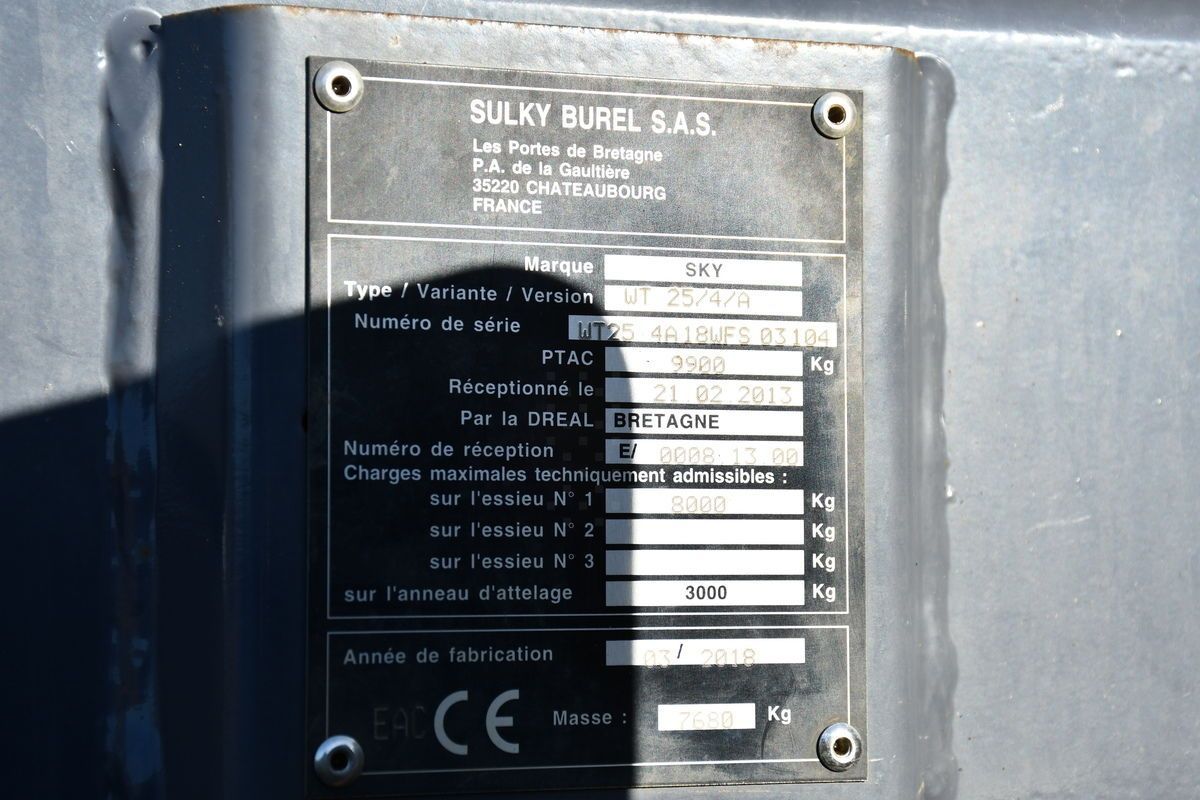 SULKY BUREL S.A.S.
Les Portes de Bretagne
P.A. de la Gaultière
35220 CHATEAUBOURG
FRANCE
Marque SKY
Type / Variante / Version WT 25/4/A
Numéro de série WT25 4A18WFS 03104
PTAC 9900 Kg
Réceptionné le 21 02 2013
Par la DREAL BRETAGNE
Numéro de réception E/ 0008 13 00
Charges maximales techniquement admissibles :
sur l'essieu N° 1 8000 Kg
sur l'essieu N° 2 Kg
sur l'essieu N° 3 Kg
sur l'anneau d'attelage 3000 Kg
Année de fabrication 03 / 2018
EAC CE Masse : 7680 Kg